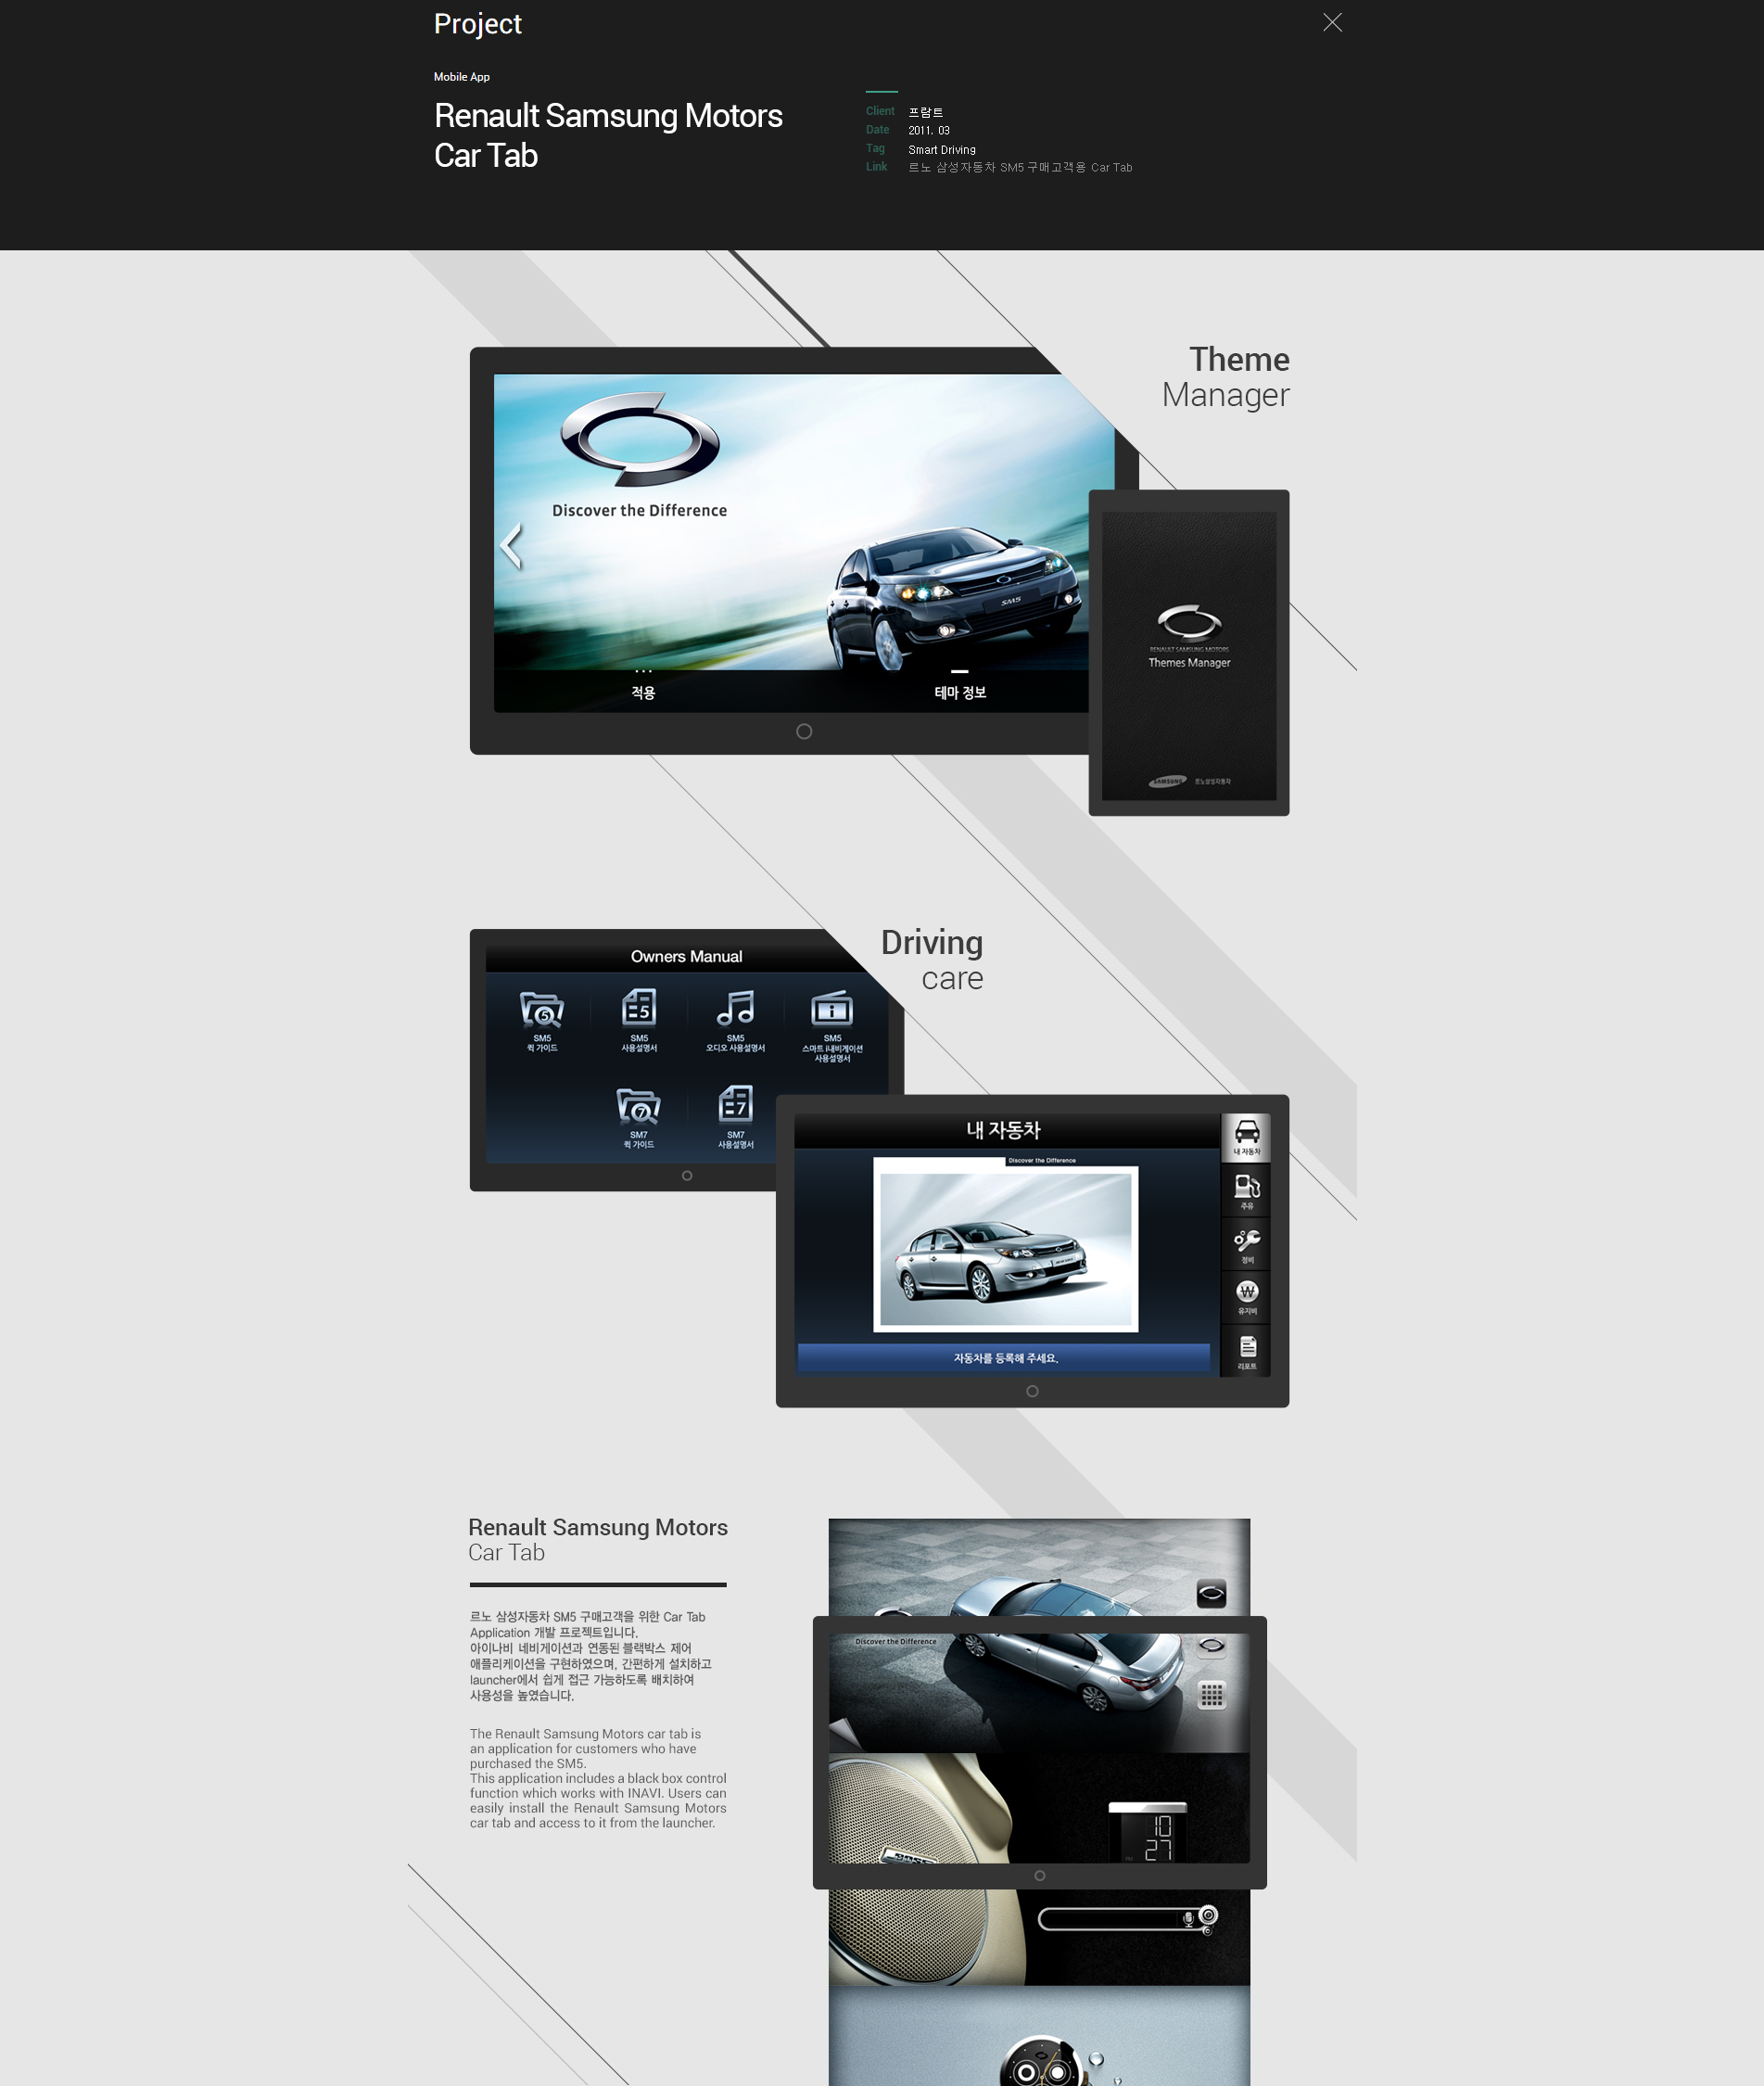 Project
Mobile App
Renault Samsung Motors
Car Tab
Client 프람트
Date 2011. 03
Tag Smart Driving
Link 르노 삼성자동차 SM5 구매고객용 Car Tab
Theme
Manager
Discover the Difference
SM5
적용
테마 정보
RENAULT SAMSUNG MOTORS
Themes Manager
SAMSUNG 르노삼성자동차
Driving
care
Owners Manual
5
5
SM5
퀵 가이드
SM5
사용설명서
SM5
오디오 사용설명서
SM5
스마트 i내비게이션
사용설명서
7
7
SM7
퀵 가이드
SM7
사용설명서
내 자동차
Discover the Difference
자동차를 등록해 주세요.
내 자동차
주유
정비
유지비
리포트
Renault Samsung Motors
Car Tab
르노 삼성자동차 SM5 구매고객을 위한 Car Tab
Application 개발 프로젝트입니다.
아이나비 네비게이션과 연동된 블랙박스 제어
애플리케이션을 구현하였으며, 간편하게 설치하고
launcher에서 쉽게 접근 가능하도록 배치하여
사용성을 높였습니다.
The Renault Samsung Motors car tab is
an application for customers who have
purchased the SM5.
This application includes a black box control
function which works with INAVI. Users can
easily install the Renault Samsung Motors
car tab and access to it from the launcher.
Discover the Difference
BOSE
10
27
PM